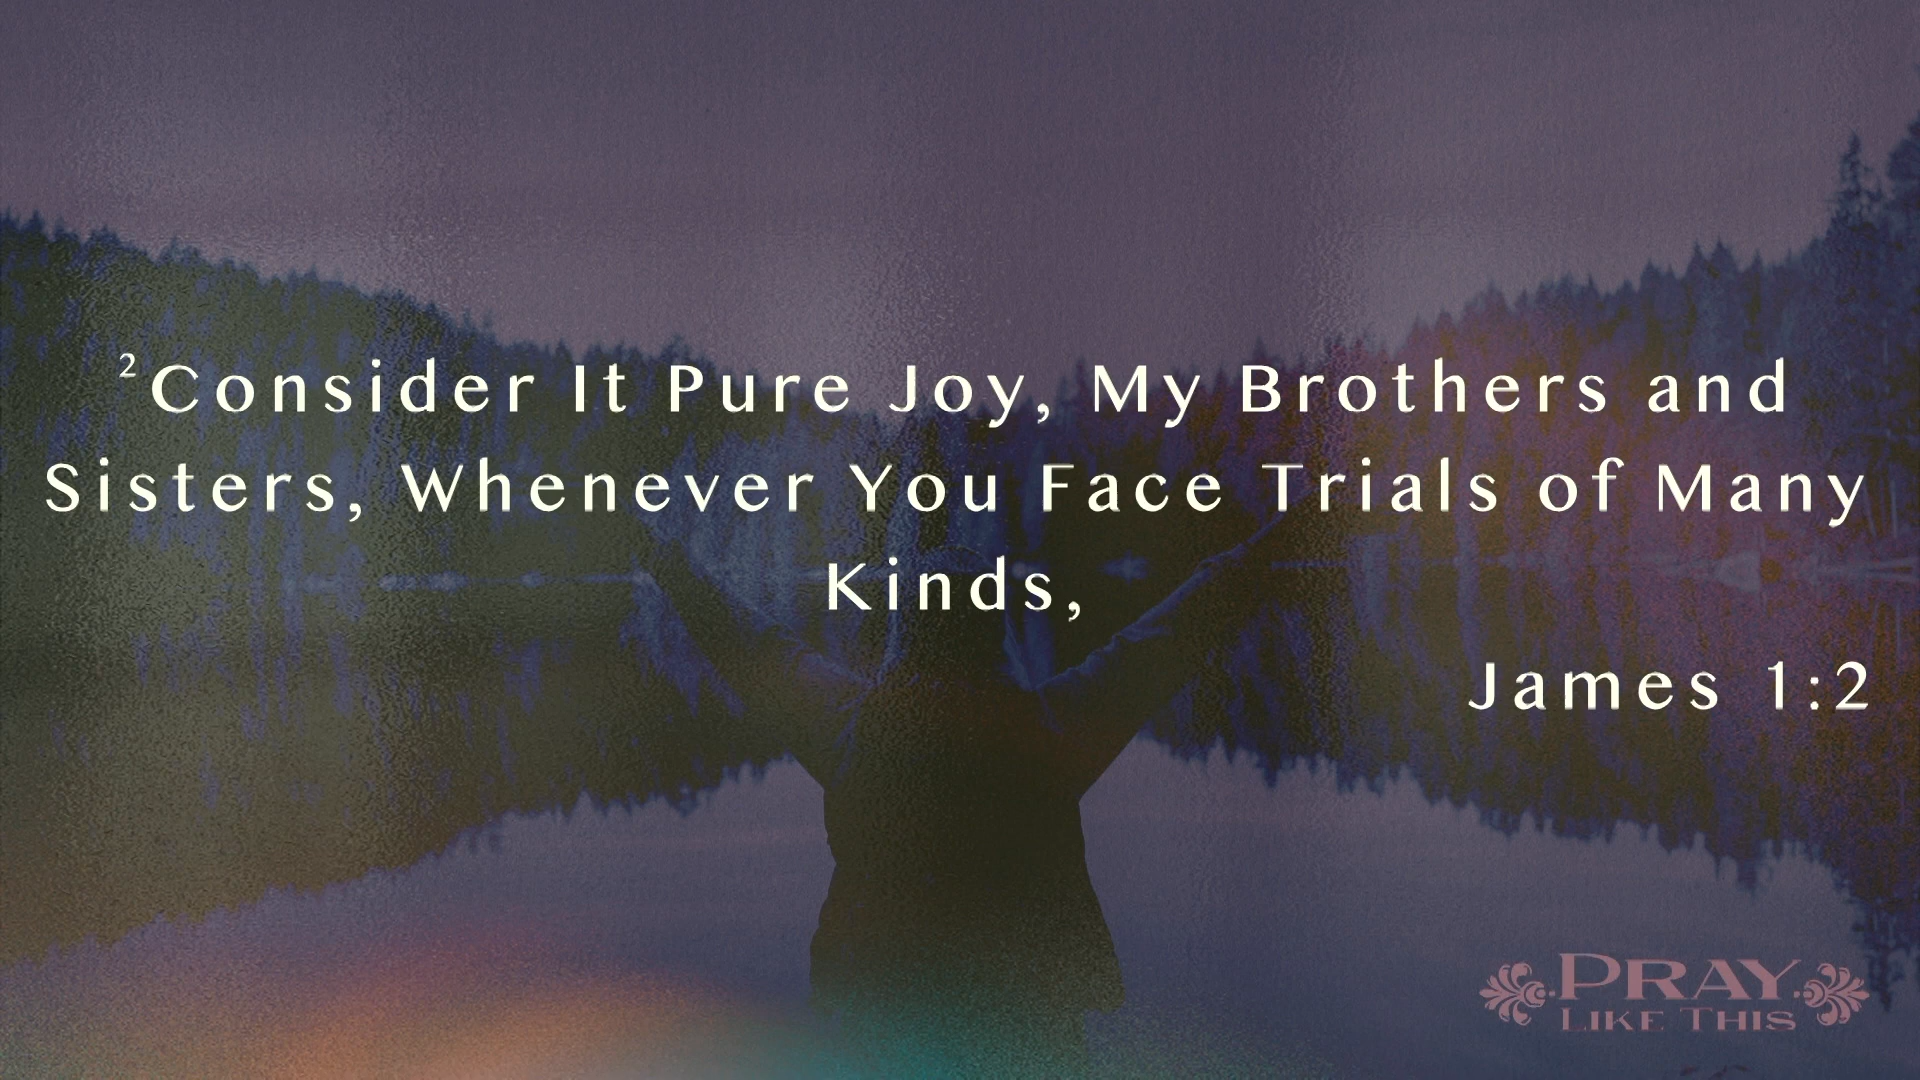 ²Consider It Pure Joy, My Brothers and
Sisters, Whenever You Face Trials of Many
Kinds,
James 1:2
PRAY
LIKE THIS